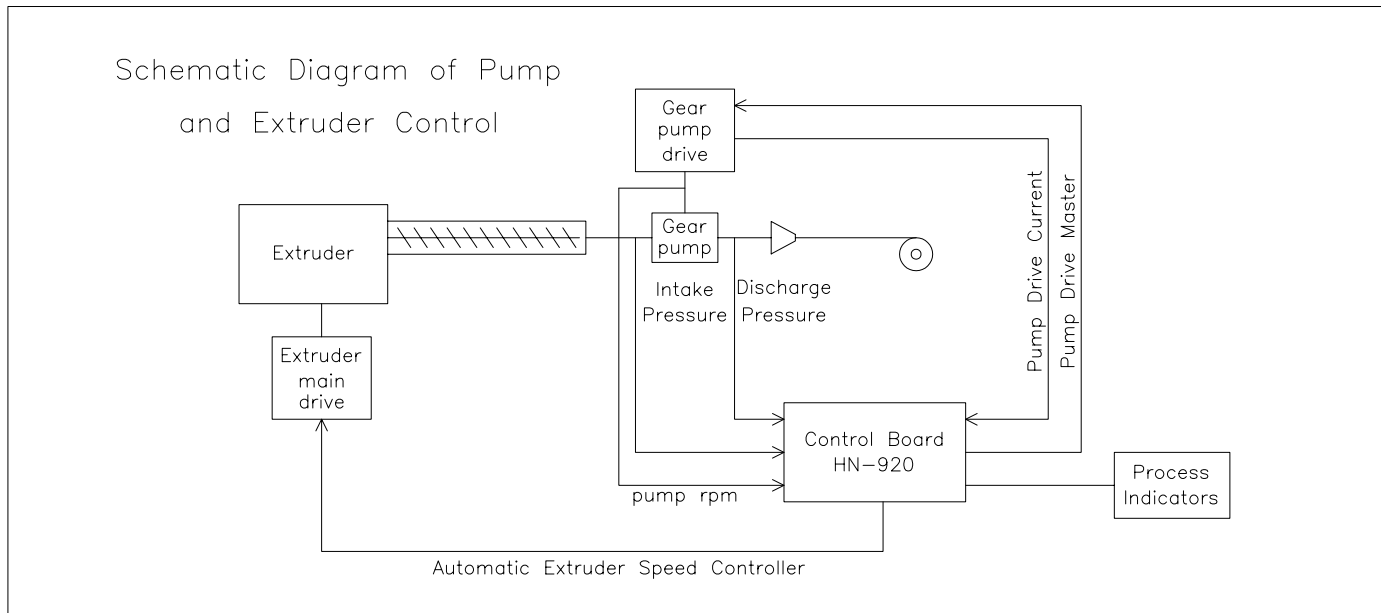 Schematic Diagram of Pump
and Extruder Control
Gear
pump
drive
Extruder
Gear
pump
Intake
Pressure
Discharge
Pressure
Pump Drive Current
Pump Drive Master
Extruder
main
drive
Control Board
HN-920
Process
Indicators
pump rpm
Automatic Extruder Speed Controller